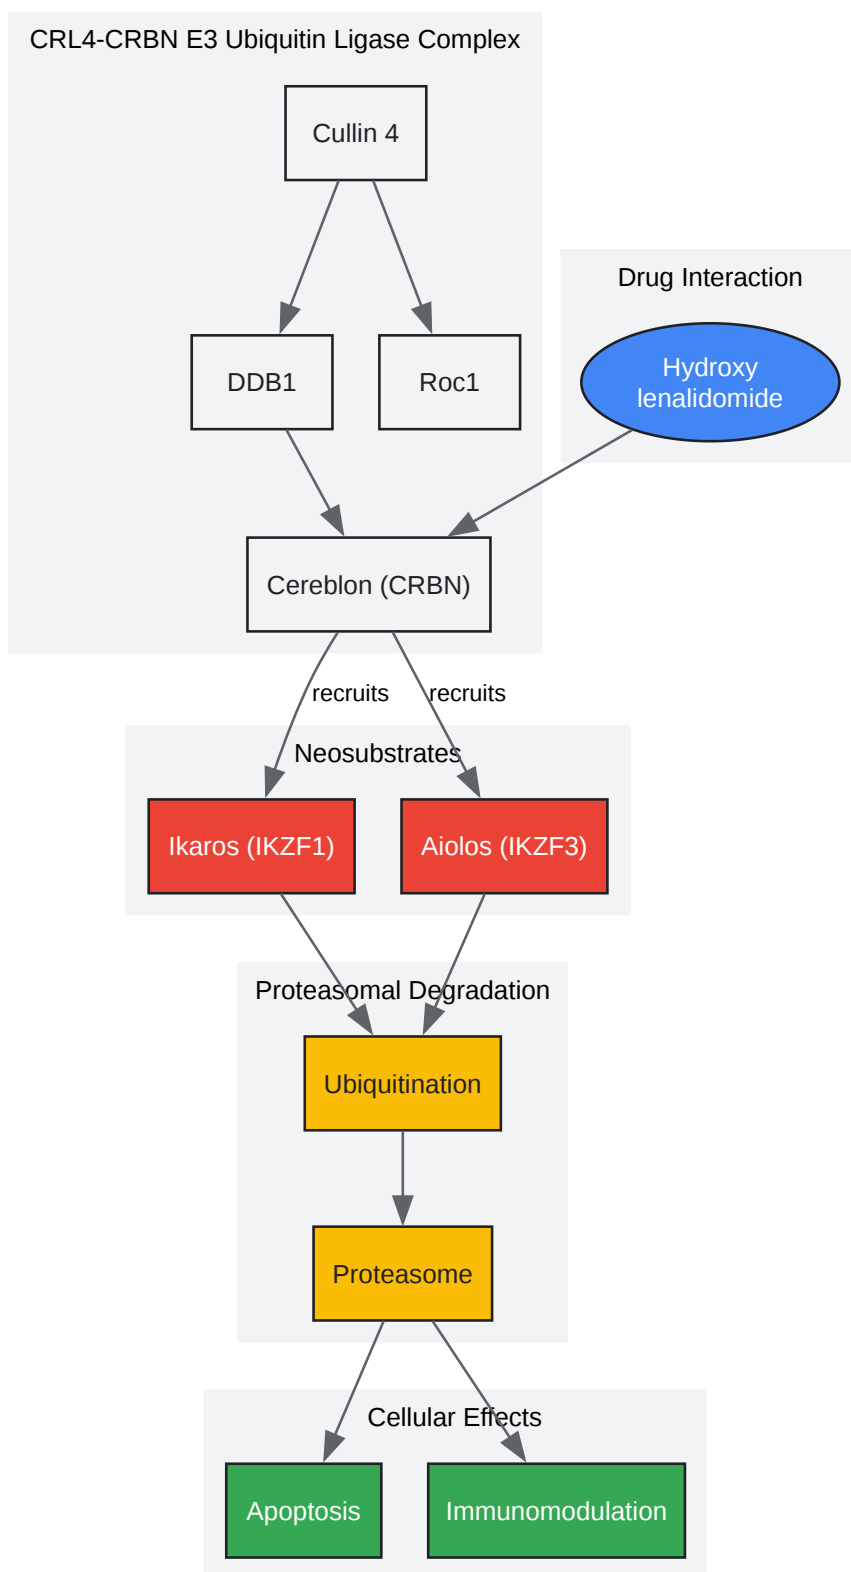 CRL4-CRBN E3 Ubiquitin Ligase Complex
Cullin 4
Drug Interaction
DDB1
Roc1
Hydroxy
lenalidomide
Cereblon (CRBN)
recruits
recruits
Neosubstrates
Ikaros (IKZF1)
Aiolos (IKZF3)
Proteasomal Degradation
Ubiquitination
Proteasome
Cellular Effects
Apoptosis
Immunomodulation